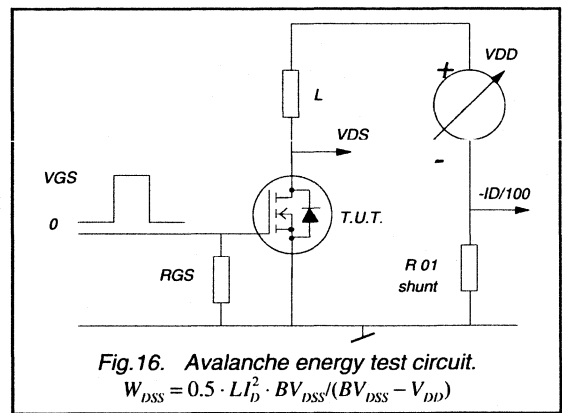 VDD
+
L
VDS
-
VGS
-ID/100
0
T.U.T.
RGS
R 01
shunt
Fig.16. Avalanche energy test circuit.
W_DSS = 0.5 · LI_D^2 · BV_DSS/(BV_DSS − V_DD)